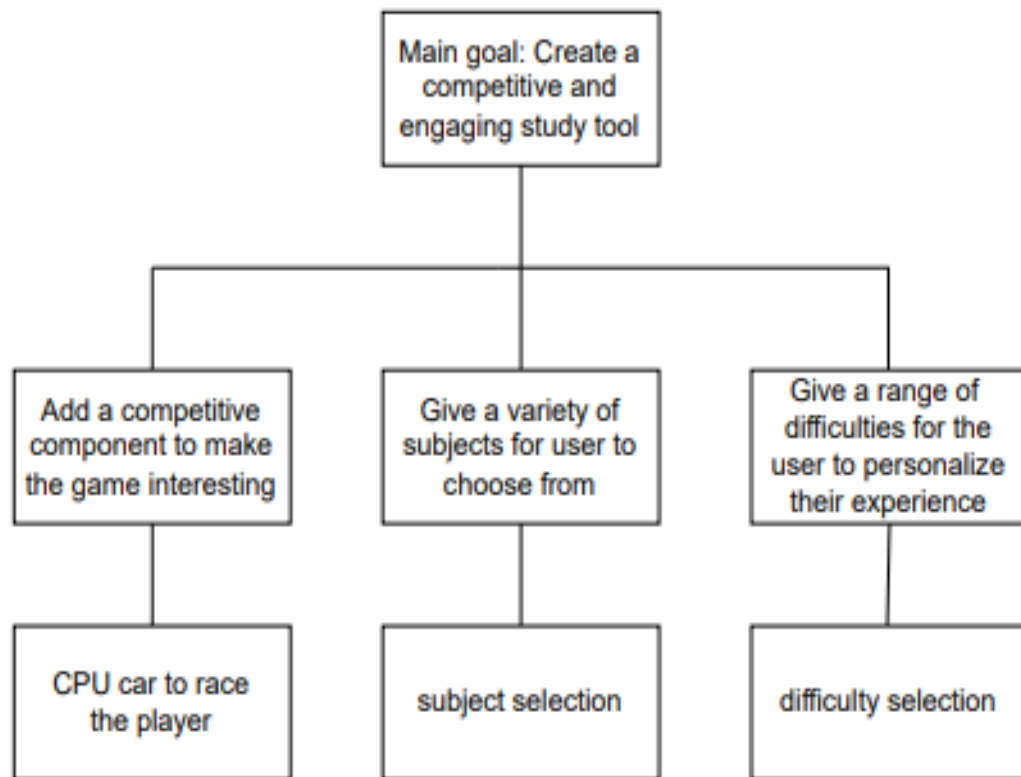 Main goal: Create a
competitive and
engaging study tool
Add a competitive
component to make
the game interesting
Give a variety of
subjects for user to
choose from
Give a range of
difficulties for the
user to personalize
their experience
CPU car to race
the player
subject selection
difficulty selection